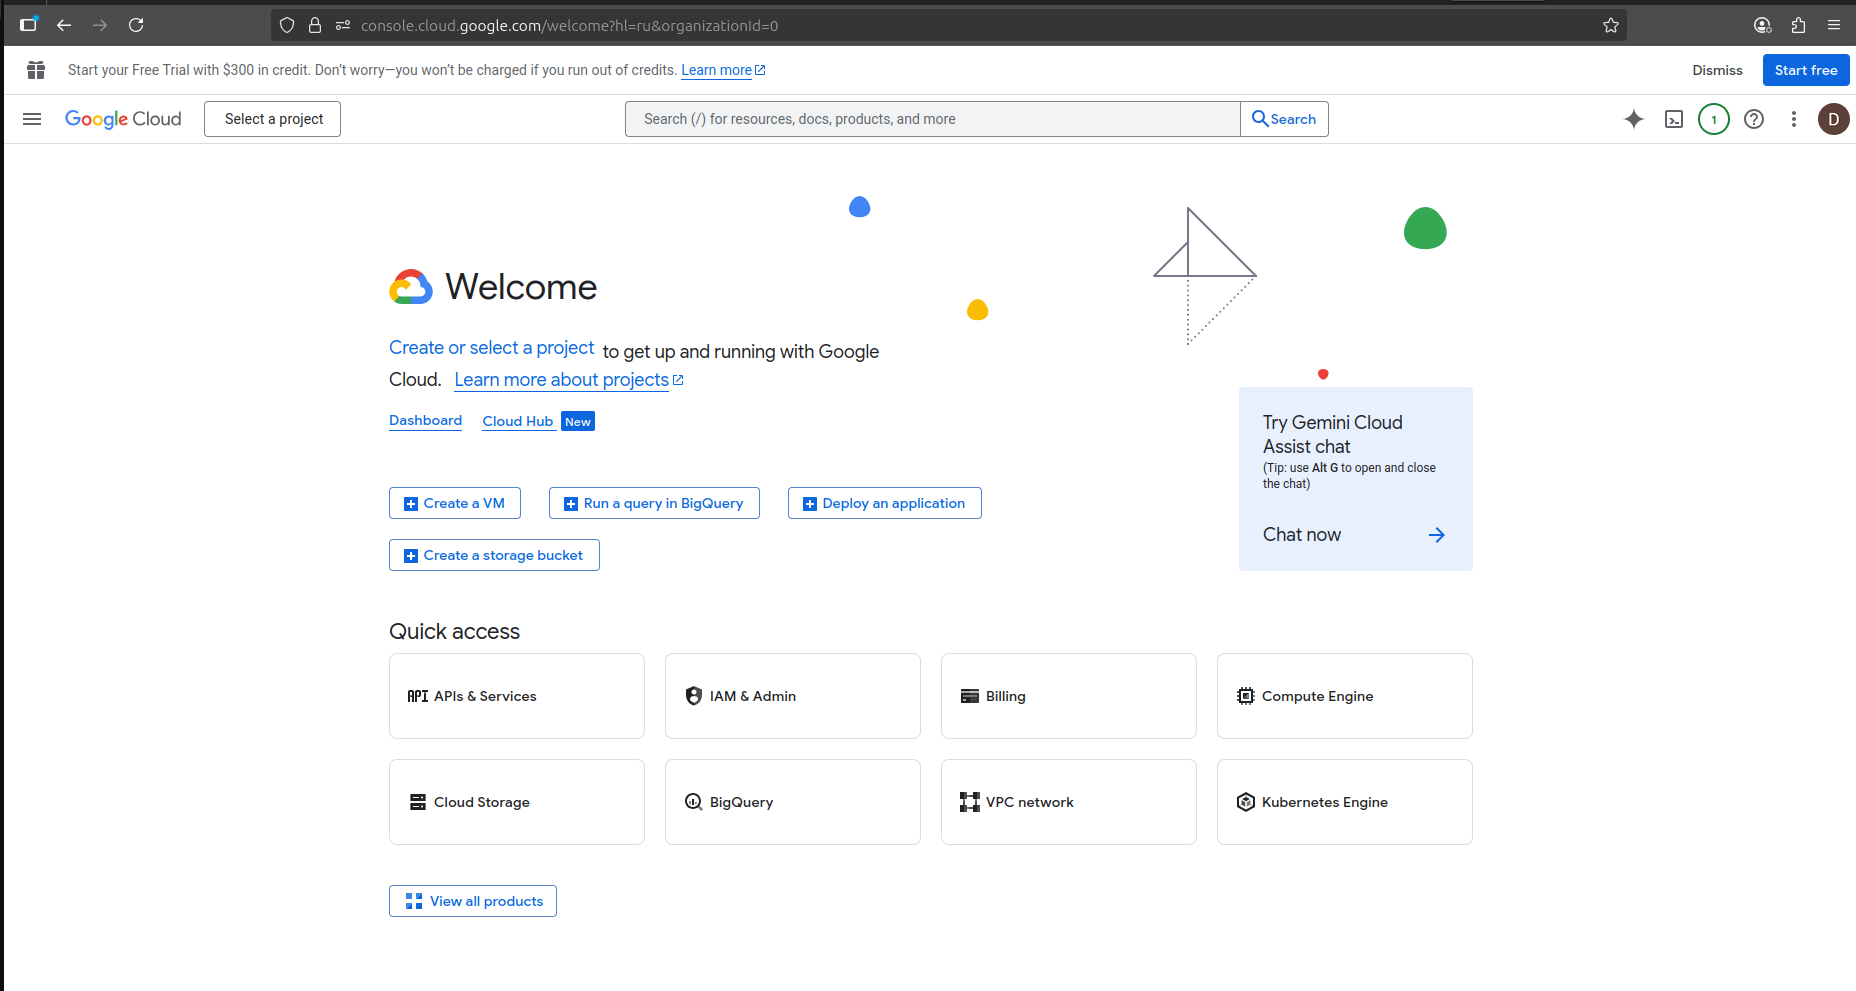 console.cloud.google.com/welcome?hl=ru&organizationId=0
Start your Free Trial with $300 in credit. Don't worry—you won't be charged if you run out of credits. Learn more
Dismiss
Start free
Google Cloud
Select a project
Search (/) for resources, docs, products, and more
Search
1
D
Welcome
Create or select a project to get up and running with Google
Cloud. Learn more about projects
Dashboard
Cloud Hub New
Try Gemini Cloud
Assist chat
(Tip: use Alt G to open and close
the chat)
Chat now
Create a VM
Run a query in BigQuery
Deploy an application
Create a storage bucket
Quick access
API APIs & Services
IAM & Admin
Billing
Compute Engine
Cloud Storage
BigQuery
VPC network
Kubernetes Engine
View all products